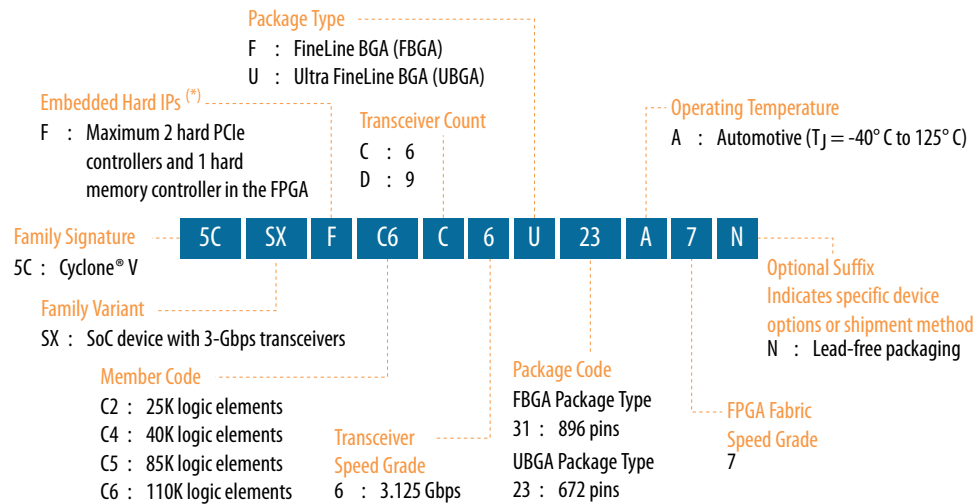 Package Type
F : FineLine BGA (FBGA)
U : Ultra FineLine BGA (UBGA)
Embedded Hard IPs (*)
F : Maximum 2 hard PCIe
controllers and 1 hard
memory controller in the FPGA
Transceiver Count
C : 6
D : 9
Operating Temperature
A : Automotive (TJ = -40° C to 125° C)
5C SX F C6 C 6 U 23 A 7 N
Family Signature
5C : Cyclone® V
Family Variant
SX : SoC device with 3-Gbps transceivers
Member Code
C2 : 25K logic elements
C4 : 40K logic elements
C5 : 85K logic elements
C6 : 110K logic elements
Transceiver
Speed Grade
6 : 3.125 Gbps
Package Code
FBGA Package Type
31 : 896 pins
UBGA Package Type
23 : 672 pins
FPGA Fabric
Speed Grade
7
Optional Suffix
Indicates specific device
options or shipment method
N : Lead-free packaging